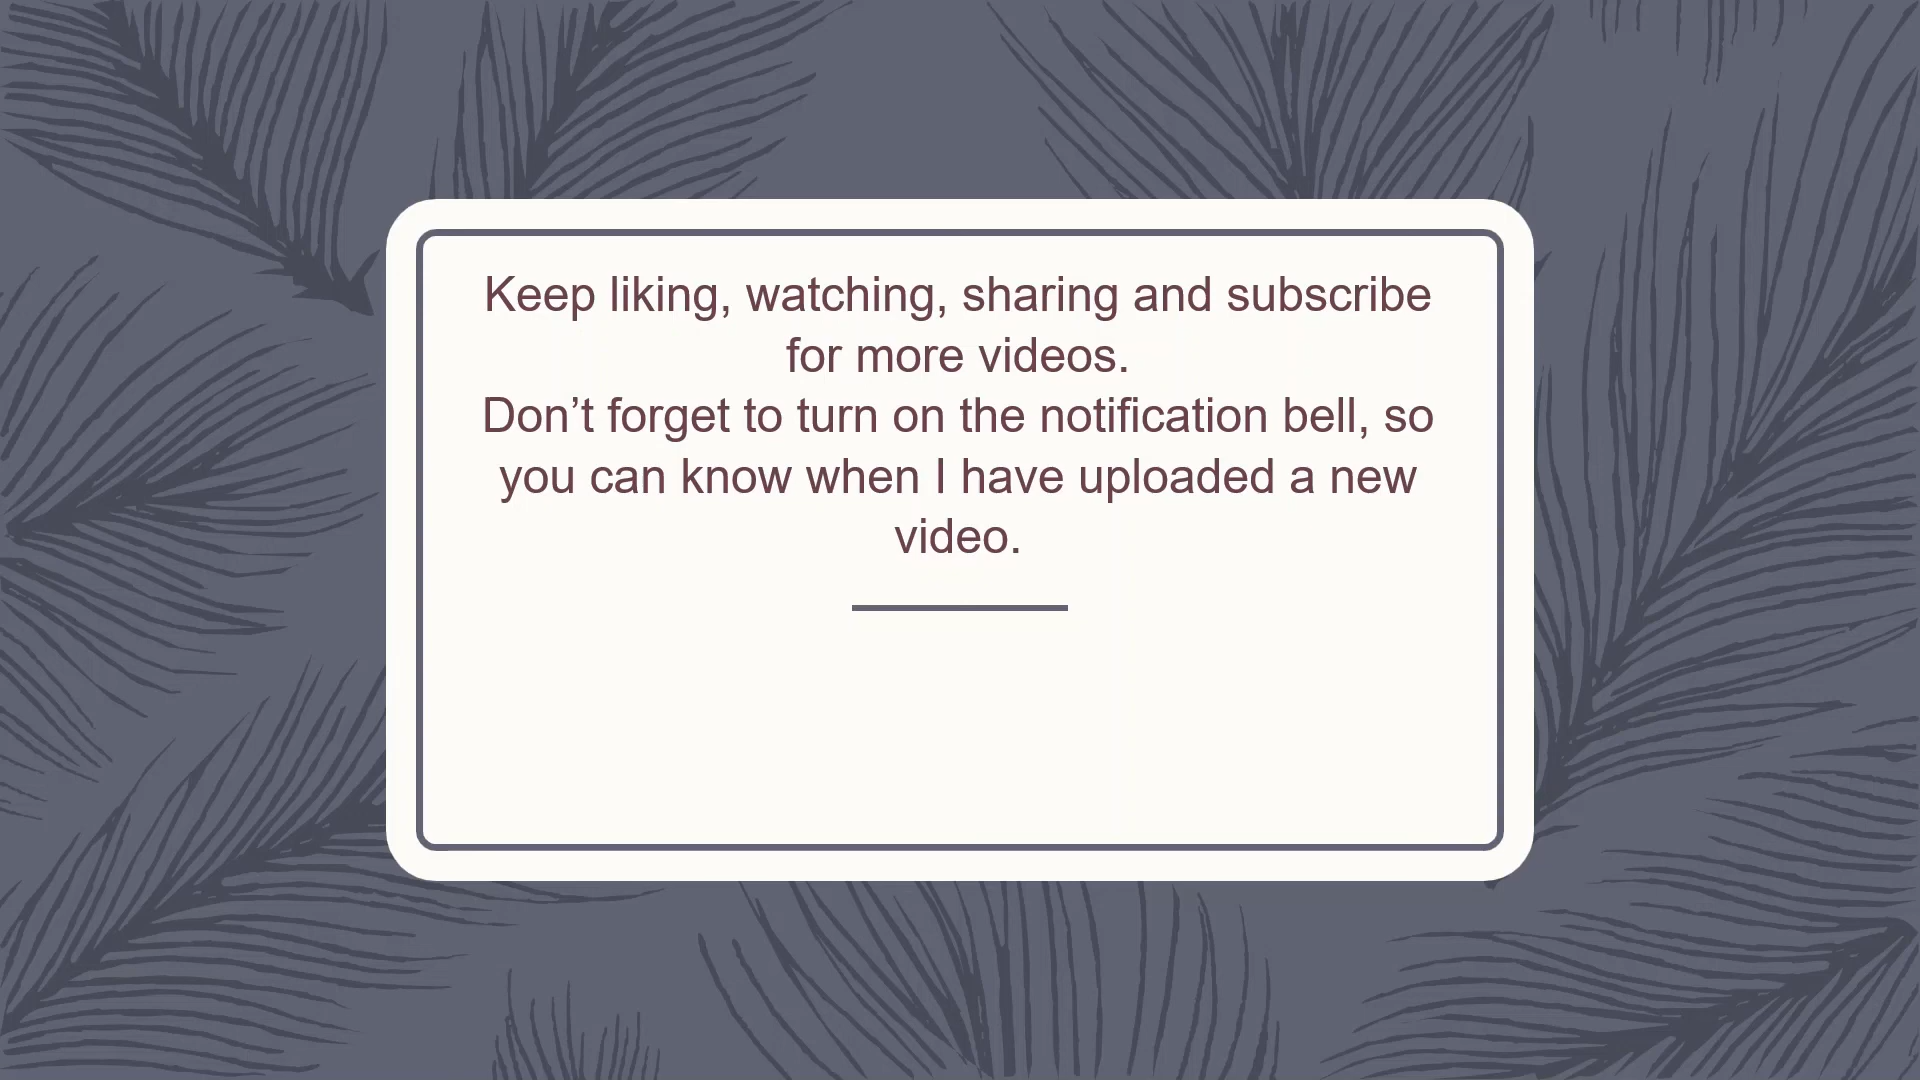 Keep liking, watching, sharing and subscribe
for more videos.
Don’t forget to turn on the notification bell, so
you can know when I have uploaded a new
video.